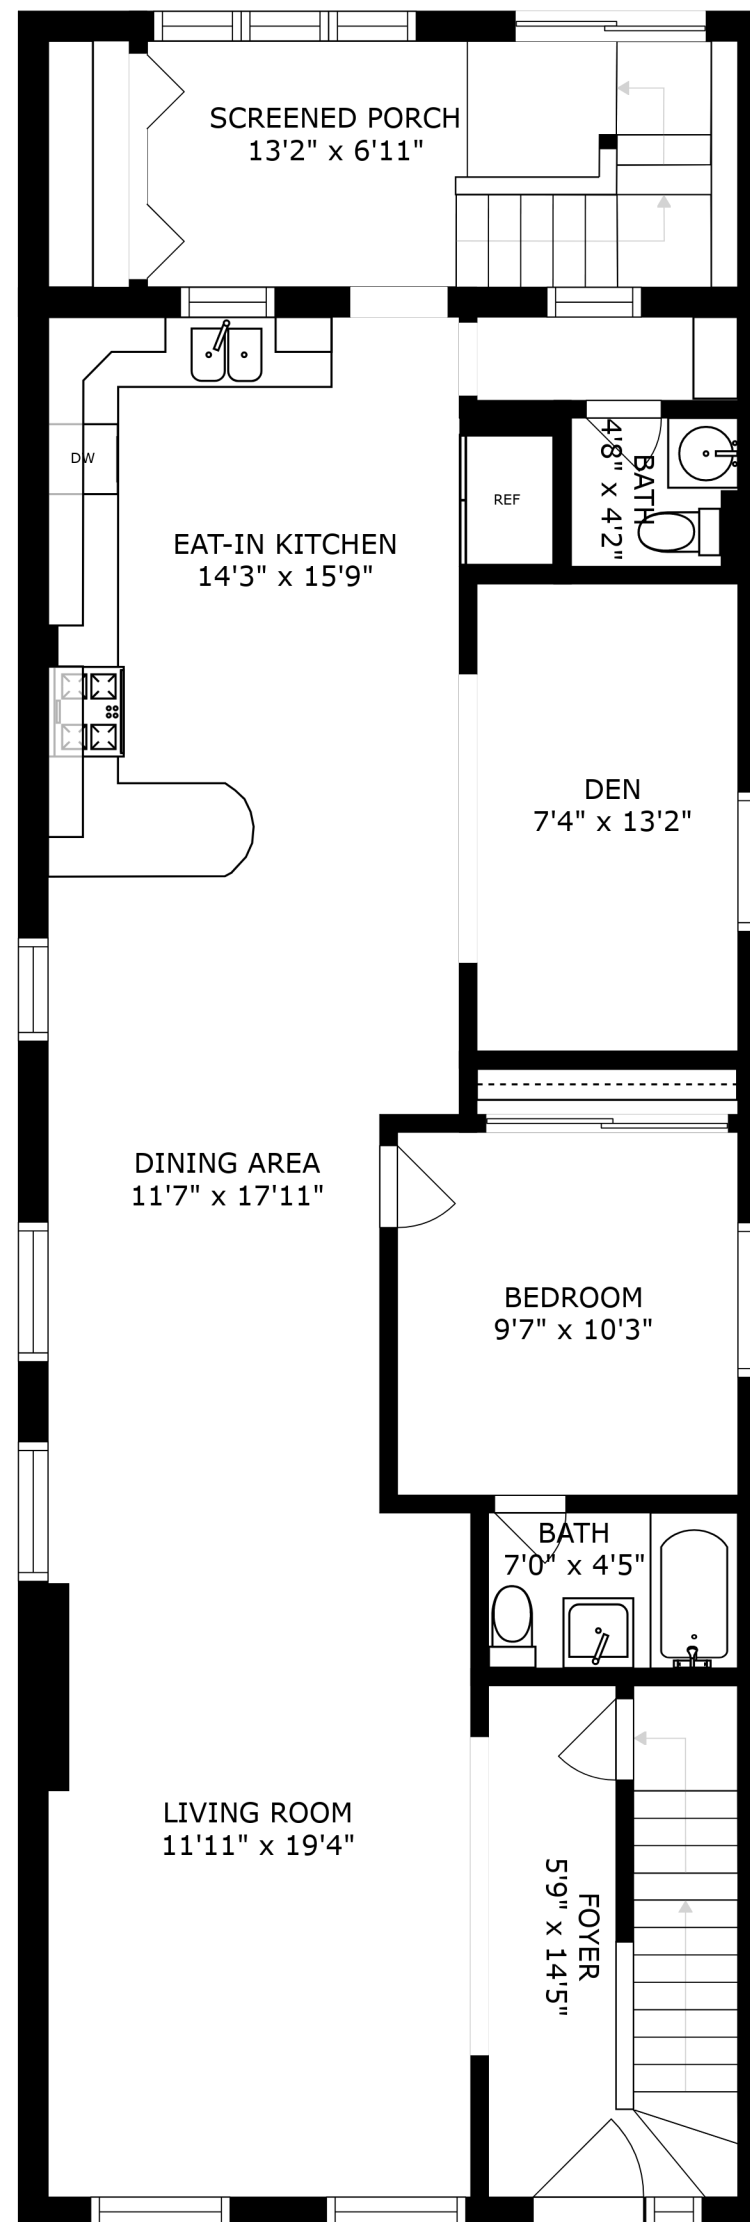 SCREENED PORCH
13'2" x 6'11"
DW
REF
BATH
4'8" x 4'2"
EAT-IN KITCHEN
14'3" x 15'9"
DEN
7'4" x 13'2"
DINING AREA
11'7" x 17'11"
BEDROOM
9'7" x 10'3"
BATH
7'0" x 4'5"
LIVING ROOM
11'11" x 19'4"
FOYER
5'9" x 14'5"